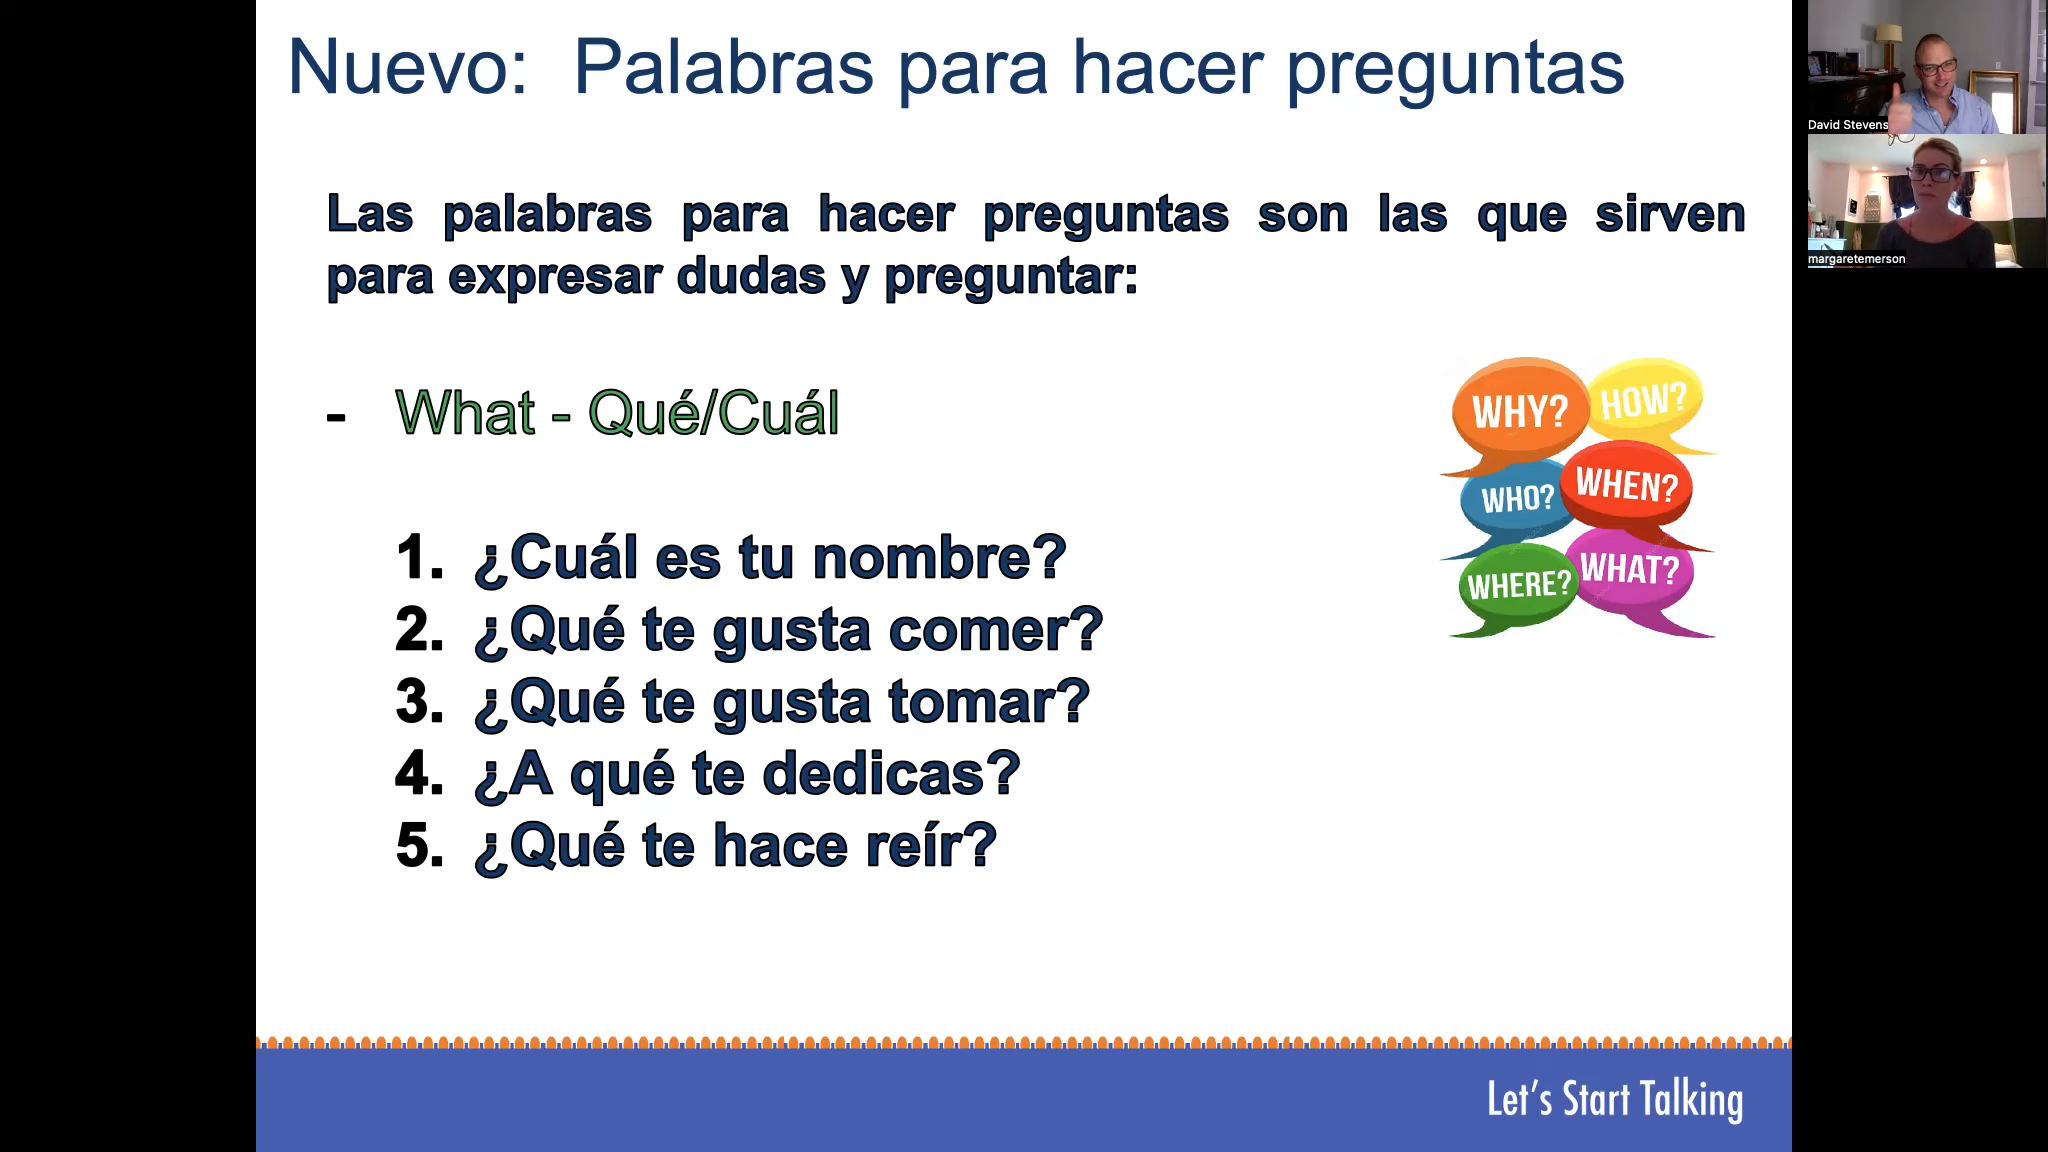 Nuevo: Palabras para hacer preguntas
Las palabras para hacer preguntas son las que sirven
para expresar dudas y preguntar:
- What - Qué/Cuál
1. ¿Cuál es tu nombre?
2. ¿Qué te gusta comer?
3. ¿Qué te gusta tomar?
4. ¿A qué te dedicas?
5. ¿Qué te hace reír?
WHY?
HOW?
WHO?
WHEN?
WHERE?
WHAT?
Let's Start Talking
David Stevens
margaretemerson